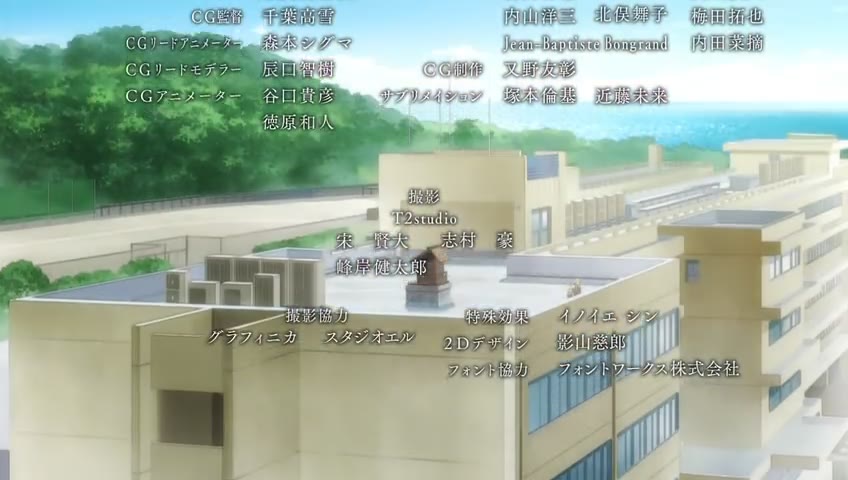 CG監督 千葉高雪
内山洋三 北俣舞子 梅田拓也
CGリードアニメーター 森本シグマ
Jean-Baptiste Bongrand 内田菜摘
CGリードモデラー 辰口智樹
CG制作 又野友彰
CGアニメーター 谷口貴彦
サブリメイション 塚本倫基 近藤未来
徳原和人
撮影
T2studio
宋 賢大 志村 豪
峰岸健太郎
撮影協力
グラフィニカ スタジオエル
特殊効果 イノイエ シン
2Dデザイン 影山慈郎
フォント協力 フォントワークス株式会社